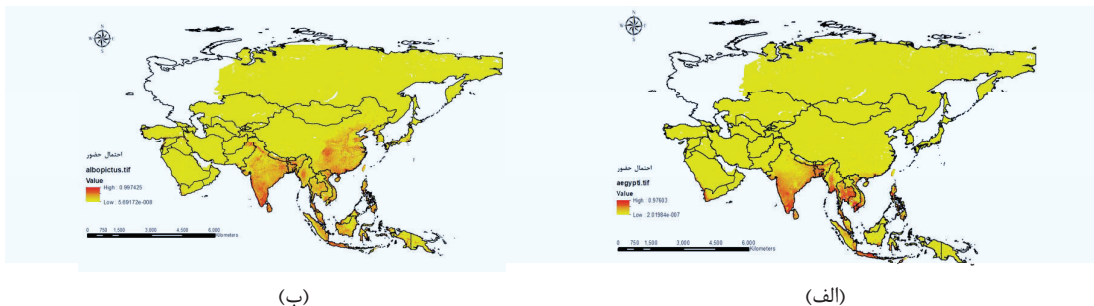 N
W E
S
احتمال حضور
albopictus.tif
Value
High : 0.997425
Low : 5.69172e-008
0 750 1,500 3,000 4,500 6,000
Kilometers
(ب)
N
W E
S
احتمال حضور
aegypti.tif
Value
High : 0.97603
Low : 2.01984e-007
0 750 1,500 3,000 4,500 6,000
Kilometers
(الف)